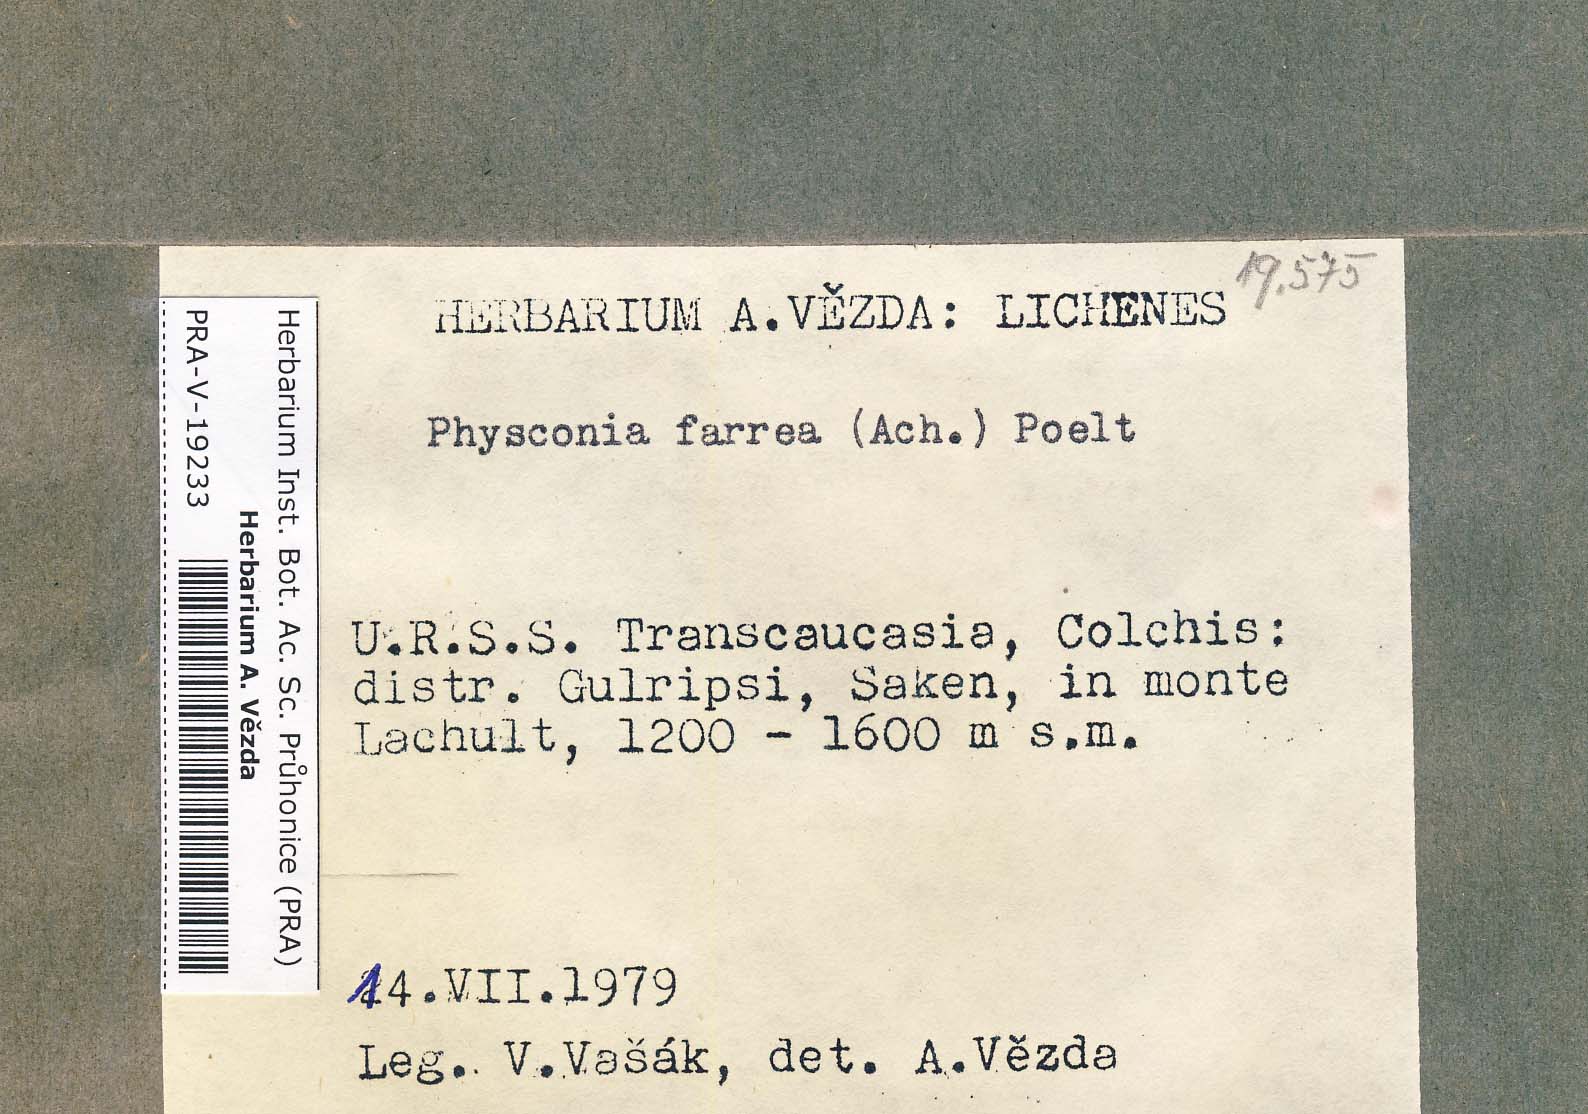 19.575
HERBARIUM A.VĚZDA: LICHENES
Physconia farrea (Ach.) Poelt
U.R.S.S. Transcaucasia, Colchis:
distr. Gulripsi, Saken, in monte
Lachult, 1200 - 1600 m s.m.
14.VII.1979
Leg. V.Vašák, det. A.Vězda
Herbarium Inst. Bot. Ac. Sc. Průhonice (PRA)
Herbarium A. Vězda
PRA-V-19233